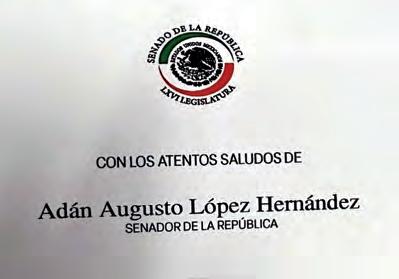 SENADO DE LA REPÚBLICA
ESTADOS UNIDOS MEXICANOS
LXVI LEGISLATURA
CON LOS ATENTOS SALUDOS DE
Adán Augusto López Hernández
SENADOR DE LA REPÚBLICA